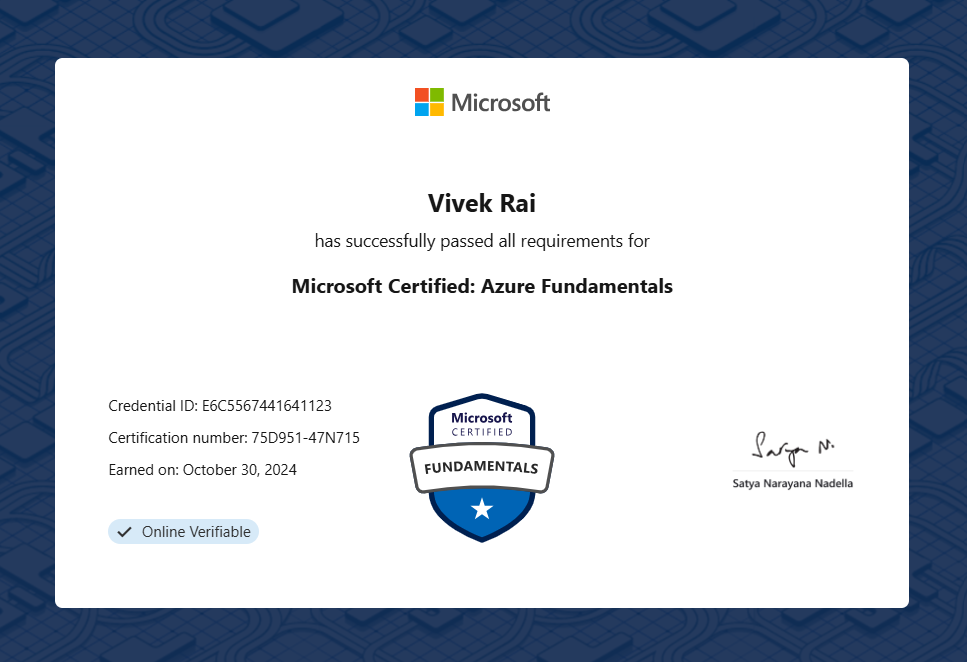 Microsoft
Vivek Rai
has successfully passed all requirements for
Microsoft Certified: Azure Fundamentals
Credential ID: E6C5567441641123
Certification number: 75D951-47N715
Earned on: October 30, 2024
Online Verifiable
Microsoft
CERTIFIED
FUNDAMENTALS
Satya N.
Satya Narayana Nadella